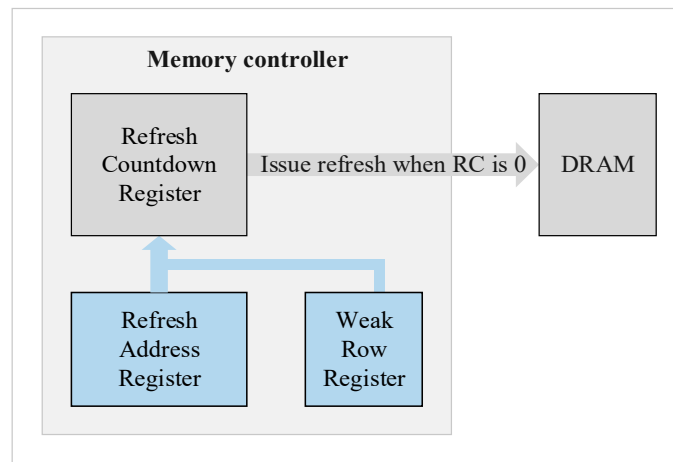 Memory controller
Refresh
Countdown
Register
Issue refresh when RC is 0
DRAM
Refresh
Address
Register
Weak
Row
Register